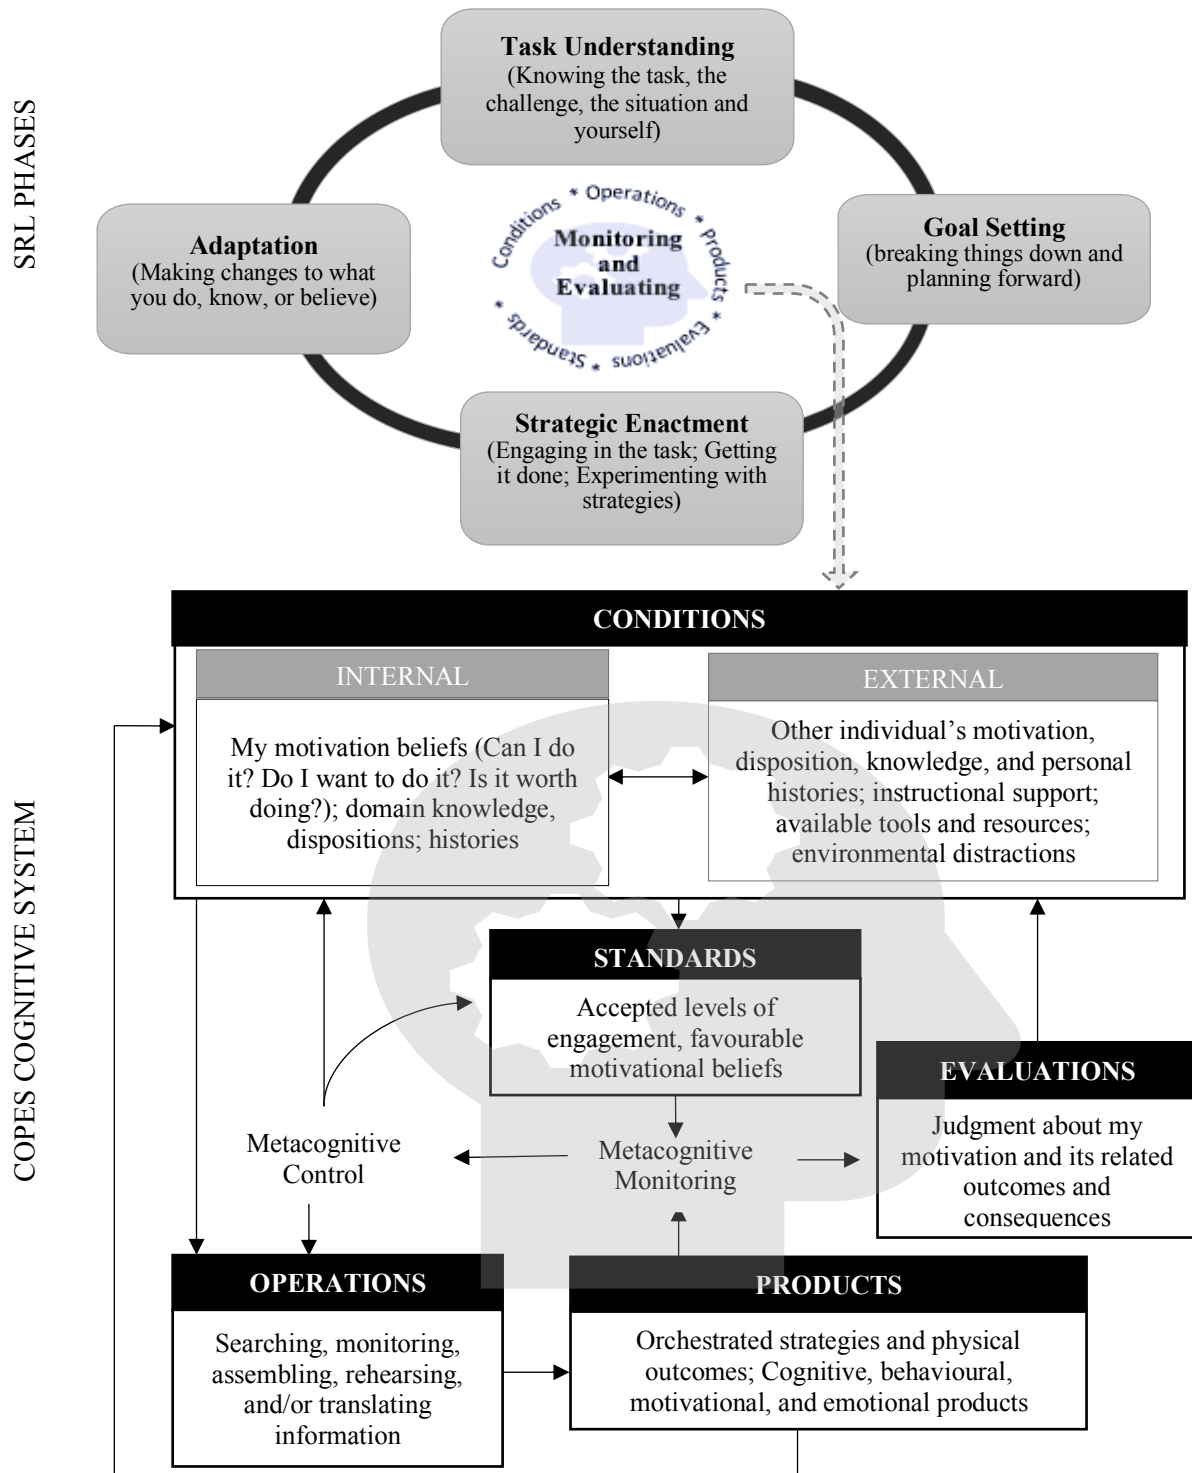 SRL PHASES
Task Understanding
(Knowing the task, the
challenge, the situation and
yourself)
Adaptation
(Making changes to what
you do, know, or believe)
Conditions * Operations * Products * Evaluations * Standards *
Monitoring
and
Evaluating
Goal Setting
(breaking things down and
planning forward)
Strategic Enactment
(Engaging in the task; Getting
it done; Experimenting with
strategies)
COPES COGNITIVE SYSTEM
CONDITIONS
INTERNAL
My motivation beliefs (Can I do
it? Do I want to do it? Is it worth
doing?); domain knowledge,
dispositions; histories
EXTERNAL
Other individual’s motivation,
disposition, knowledge, and personal
histories; instructional support;
available tools and resources;
environmental distractions
STANDARDS
Accepted levels of
engagement, favourable
motivational beliefs
EVALUATIONS
Judgment about my
motivation and its related
outcomes and
consequences
Metacognitive
Control
Metacognitive
Monitoring
OPERATIONS
Searching, monitoring,
assembling, rehearsing,
and/or translating
information
PRODUCTS
Orchestrated strategies and physical
outcomes; Cognitive, behavioural,
motivational, and emotional products